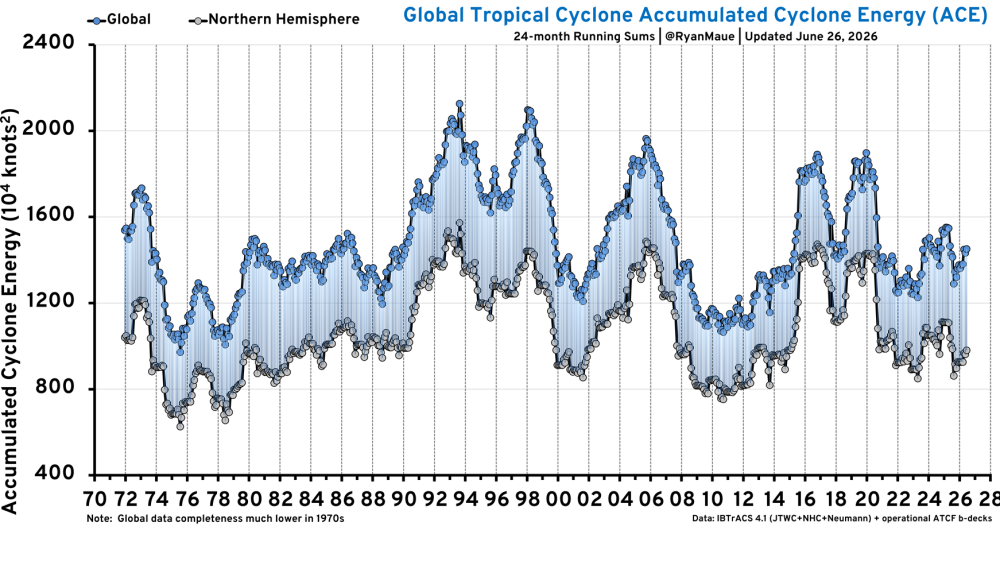 Global Northern Hemisphere
Global Tropical Cyclone Accumulated Cyclone Energy (ACE)
24-month Running Sums | @RyanMaue | Updated June 26, 2026
Accumulated Cyclone Energy (10⁴ knots²)
2400
2000
1600
1200
800
400
70 72 74 76 78 80 82 84 86 88 90 92 94 96 98 00 02 04 06 08 10 12 14 16 18 20 22 24 26 28
Note: Global data completeness much lower in 1970s
Data: IBTrACS 4.1 (JTWC+NHC+Neumann) + operational ATCF b-decks